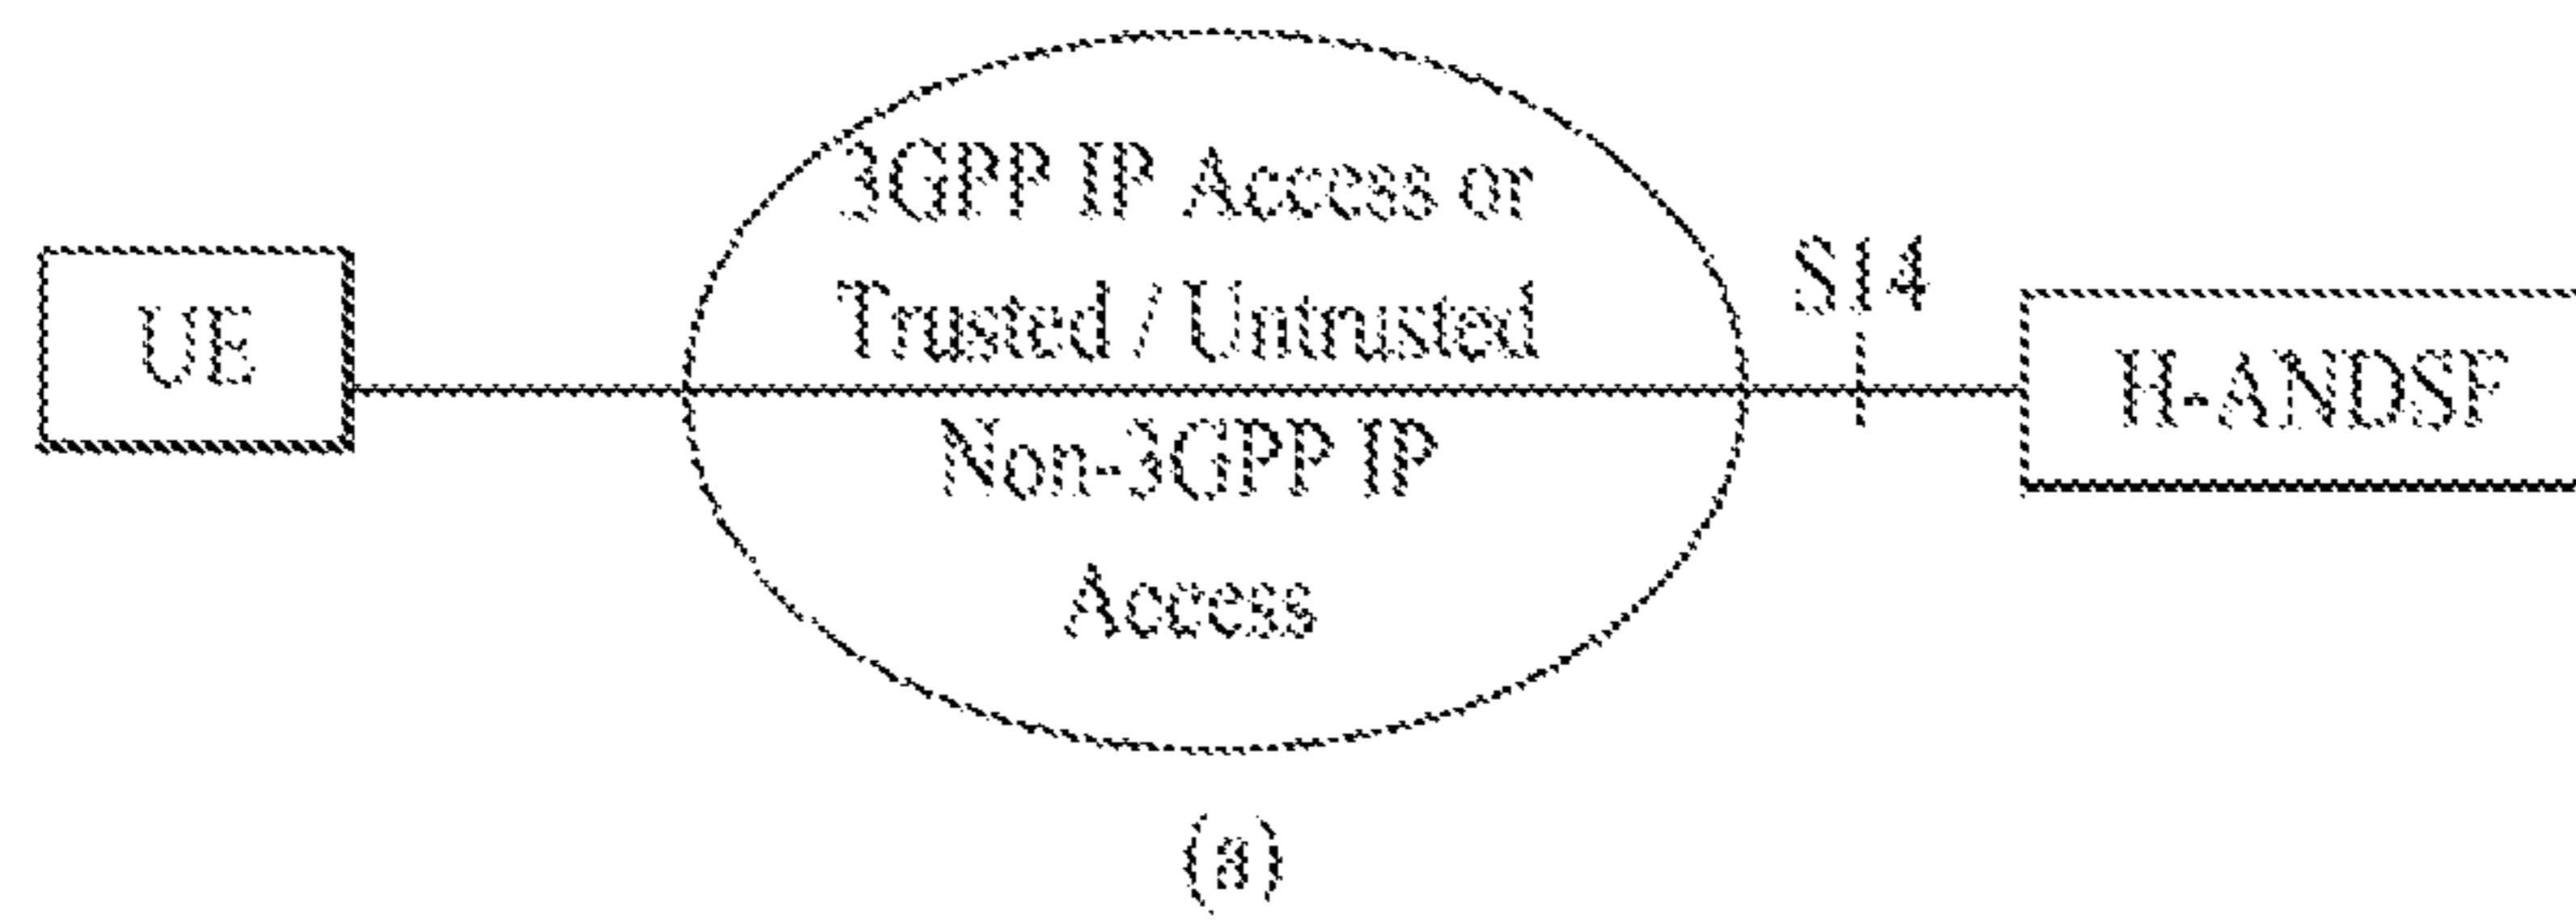 3GPP IP Access or
Trusted / Untrusted
Non-3GPP IP
Access
UE
S14
H-ANDSF
(a)